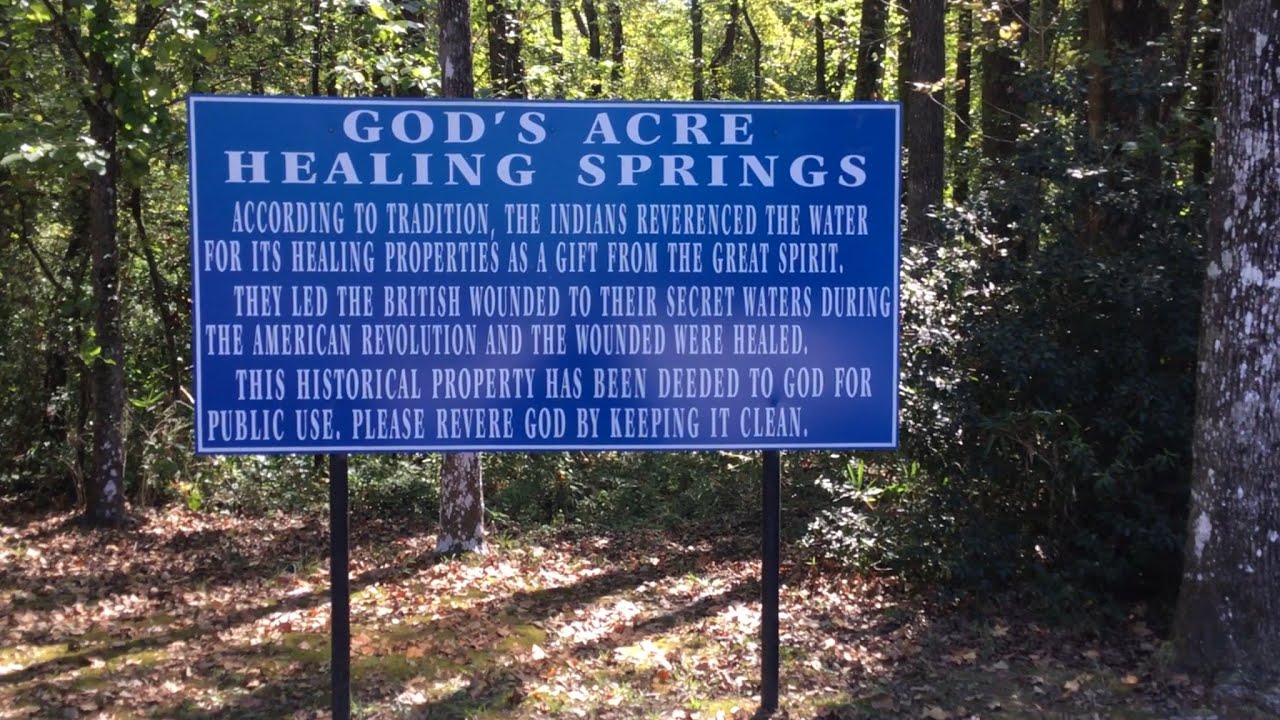 GOD'S ACRE
HEALING SPRINGS
ACCORDING TO TRADITION, THE INDIANS REVERENCED THE WATER
FOR ITS HEALING PROPERTIES AS A GIFT FROM THE GREAT SPIRIT.
THEY LED THE BRITISH WOUNDED TO THEIR SECRET WATERS DURING
THE AMERICAN REVOLUTION AND THE WOUNDED WERE HEALED.
THIS HISTORICAL PROPERTY HAS BEEN DEEDED TO GOD FOR
PUBLIC USE. PLEASE REVERE GOD BY KEEPING IT CLEAN.